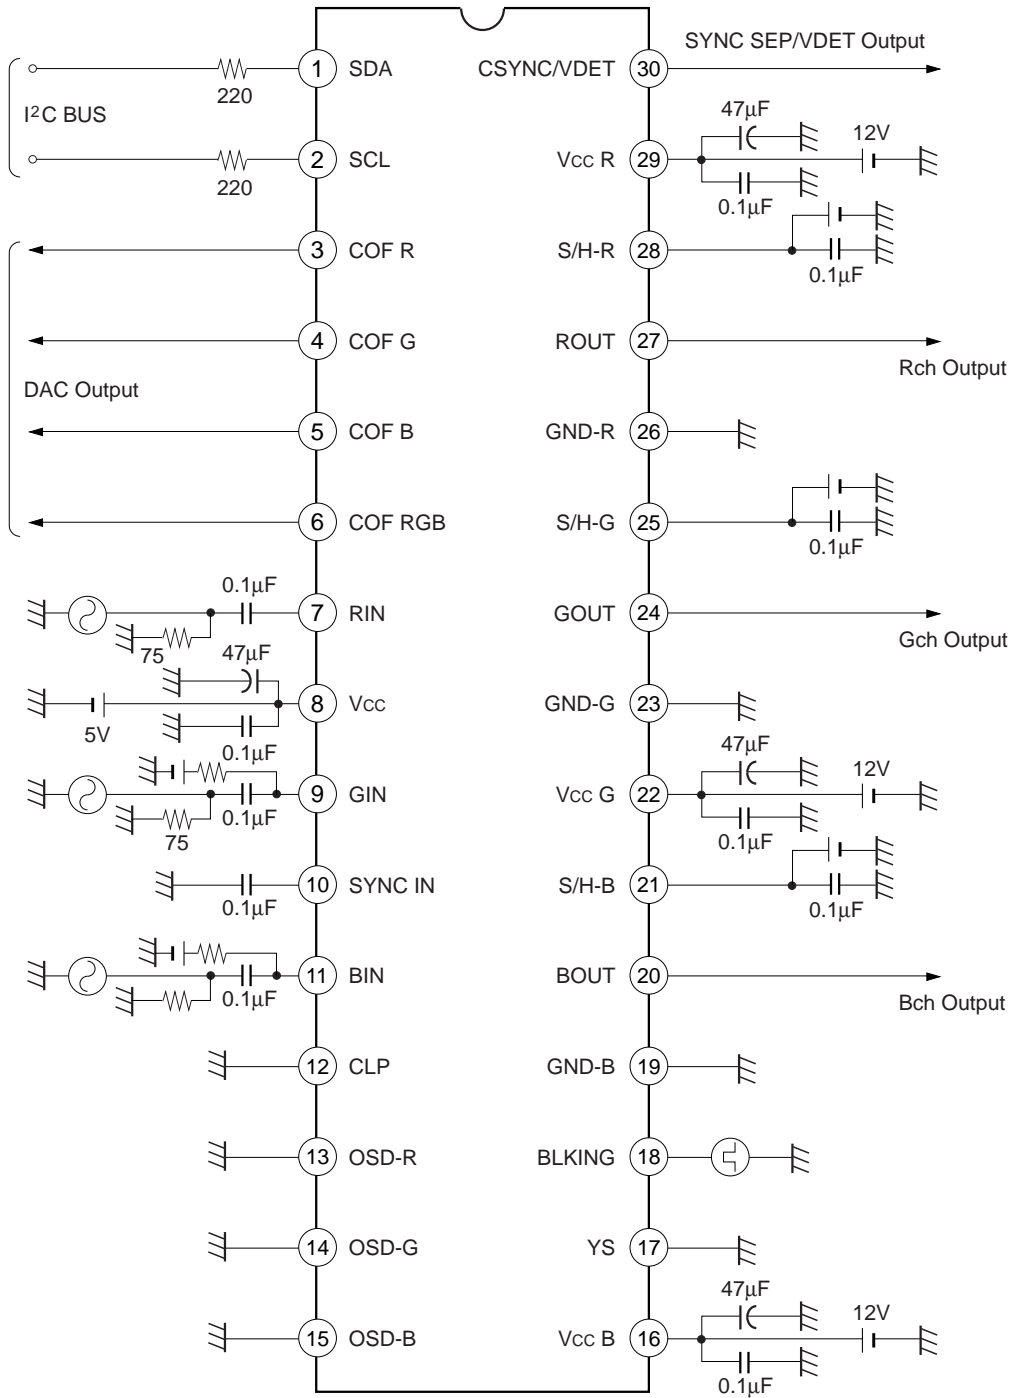 SYNC SEP/VDET Output
1 SDA
CSYNC/VDET 30
220
I²C BUS
47µF
12V
2 SCL
VCC R 29
220
0.1µF
3 COF R
S/H-R 28
0.1µF
4 COF G
ROUT 27
Rch Output
DAC Output
5 COF B
GND-R 26
6 COF RGB
S/H-G 25
0.1µF
0.1µF
7 RIN
GOUT 24
Gch Output
75
47µF
8 VCC
GND-G 23
5V
0.1µF
47µF
12V
9 GIN
VCC G 22
0.1µF
75
0.1µF
10 SYNC IN
S/H-B 21
0.1µF
0.1µF
11 BIN
BOUT 20
0.1µF
Bch Output
12 CLP
GND-B 19
13 OSD-R
BLKING 18
14 OSD-G
YS 17
47µF
12V
15 OSD-B
VCC B 16
0.1µF